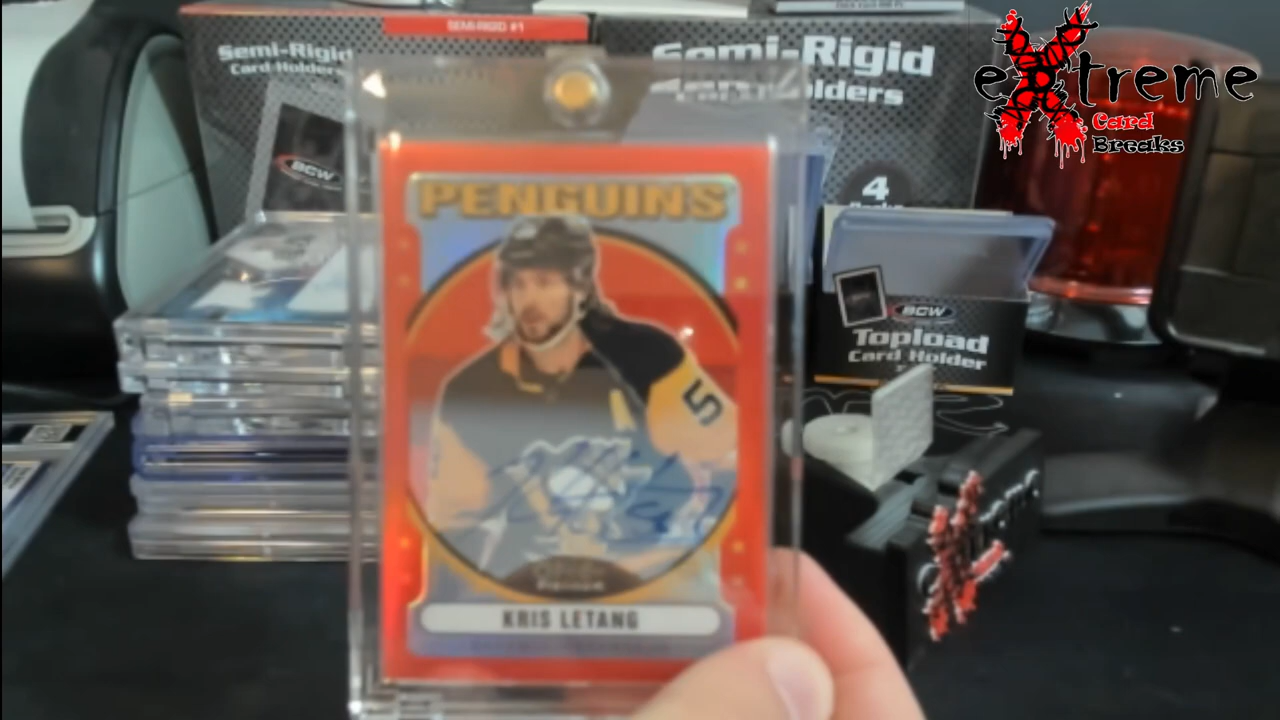 SEMI-RIGID #1
Semi-Rigid
Card Holders
Semi-Rigid
Card Holders
4
BCW
eXtreme
Card
Breaks
PENGUINS
5
KRIS LETANG
BCW
Topload
Card Holder